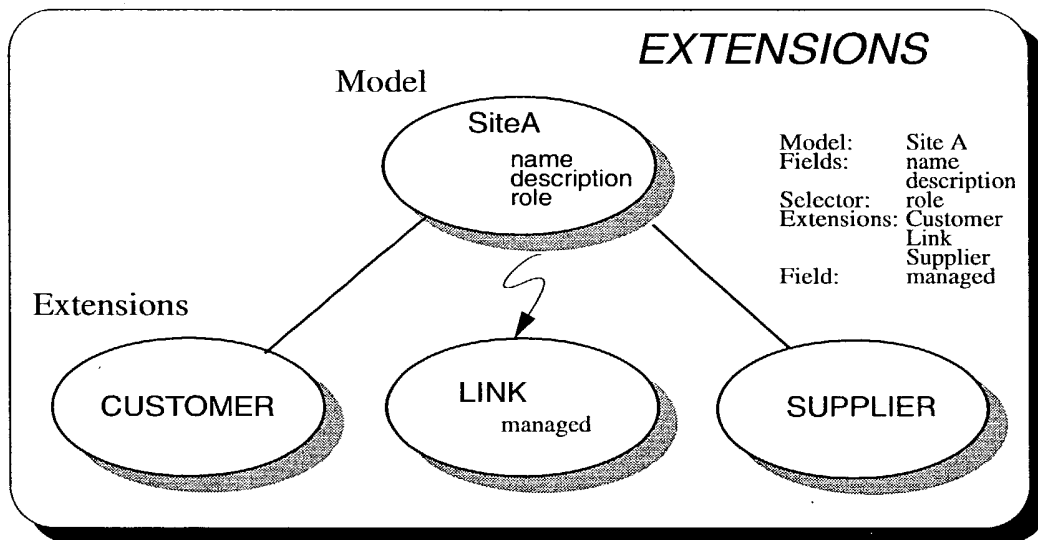 EXTENSIONS
Model
SiteA
name
description
role
Model: Site A
Fields: name
description
Selector: role
Extensions: Customer
Link
Supplier
Field: managed
Extensions
CUSTOMER
LINK
managed
SUPPLIER